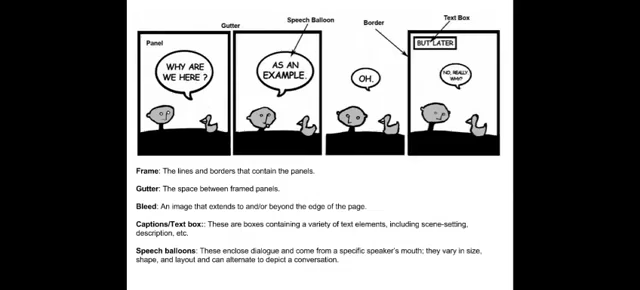 Gutter
Speech Balloon
Border
Text Box
Panel
WHY ARE
WE HERE ?
AS AN
EXAMPLE.
OH.
BUT LATER
NO, REALLY
WHY?
Frame: The lines and borders that contain the panels.
Gutter: The space between framed panels.
Bleed: An image that extends to and/or beyond the edge of the page.
Captions/Text box:: These are boxes containing a variety of text elements, including scene-setting,
description, etc.
Speech balloons: These enclose dialogue and come from a specific speaker's mouth; they vary in size,
shape, and layout and can alternate to depict a conversation.